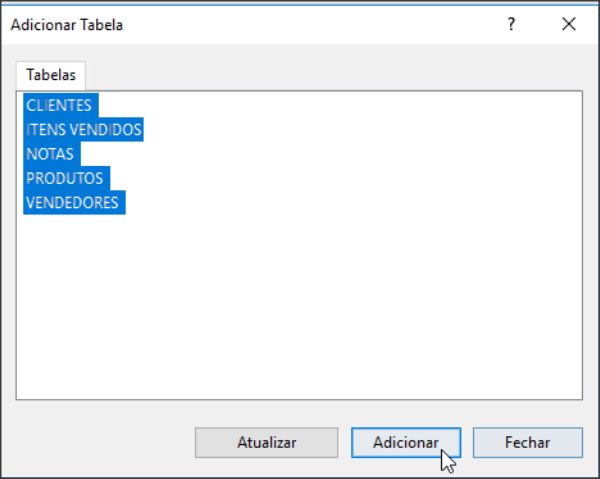 Adicionar Tabela ?
Tabelas
CLIENTES
ITENS VENDIDOS
NOTAS
PRODUTOS
VENDEDORES
Atualizar Adicionar Fechar